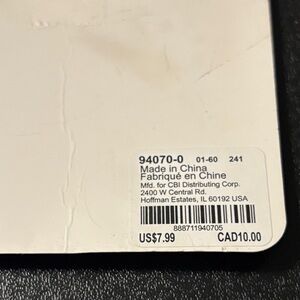 94070-0 01-60 241
Made in China
Fabriqué en Chine
Mfd. for CBI Distributing Corp.
2400 W Central Rd.
Hoffman Estates, IL 60192 USA
888711940705
US$7.99 CAD10.00